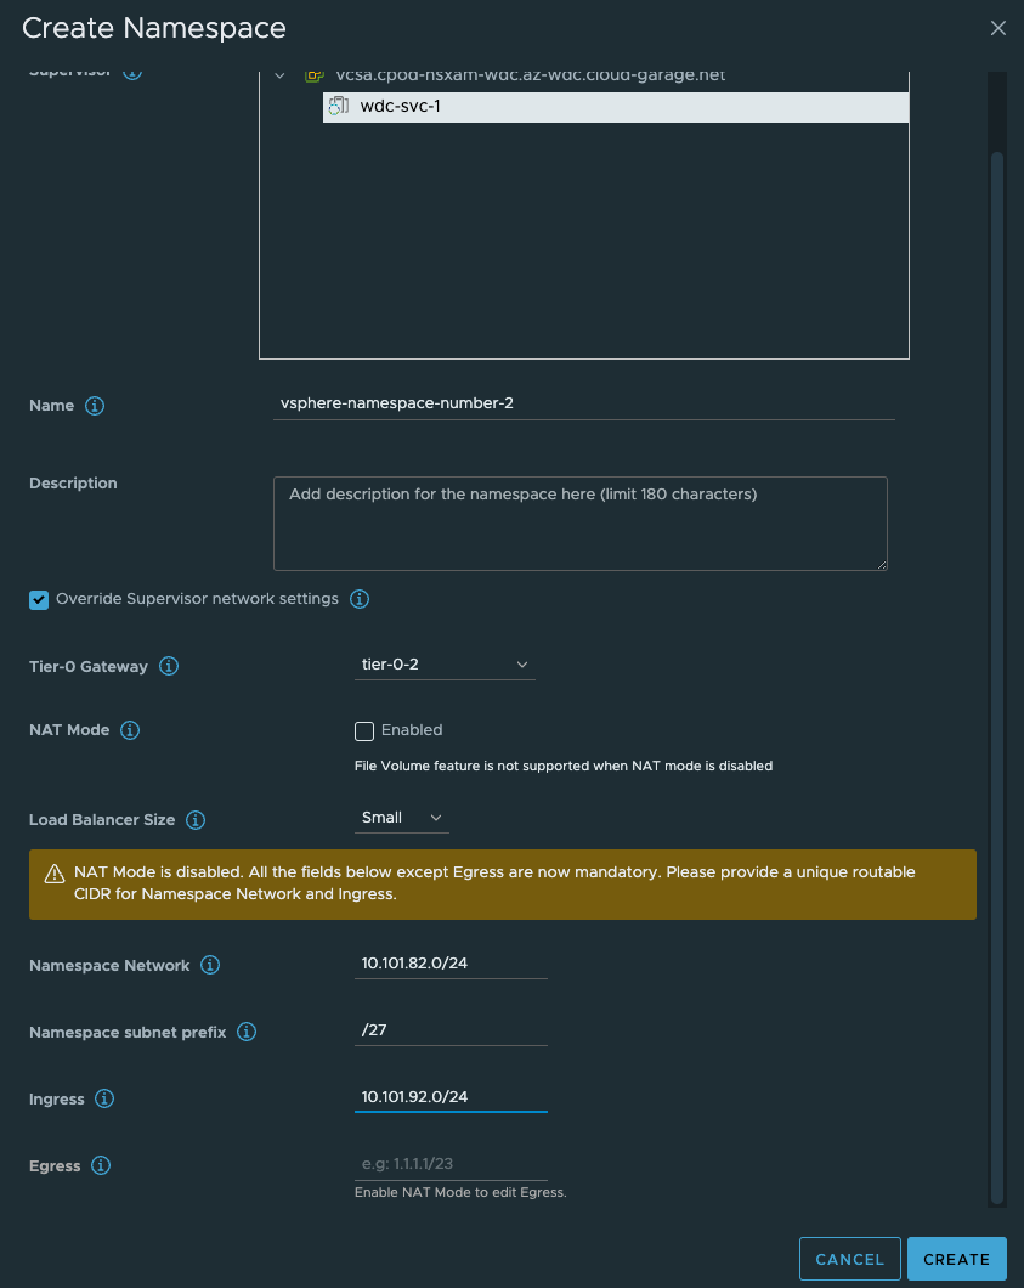 Create Namespace
Supervisor
vcsa.cpod-nsxam-wdc.az-wdc.cloud-garage.net
wdc-svc-1
Name
vsphere-namespace-number-2
Description
Add description for the namespace here (limit 180 characters)
Override Supervisor network settings
Tier-0 Gateway
tier-0-2
NAT Mode
Enabled
File Volume feature is not supported when NAT mode is disabled
Load Balancer Size
Small
NAT Mode is disabled. All the fields below except Egress are now mandatory. Please provide a unique routable
CIDR for Namespace Network and Ingress.
Namespace Network
10.101.82.0/24
Namespace subnet prefix
/27
Ingress
10.101.92.0/24
Egress
e.g: 1.1.1.1/23
Enable NAT Mode to edit Egress.
CANCEL
CREATE